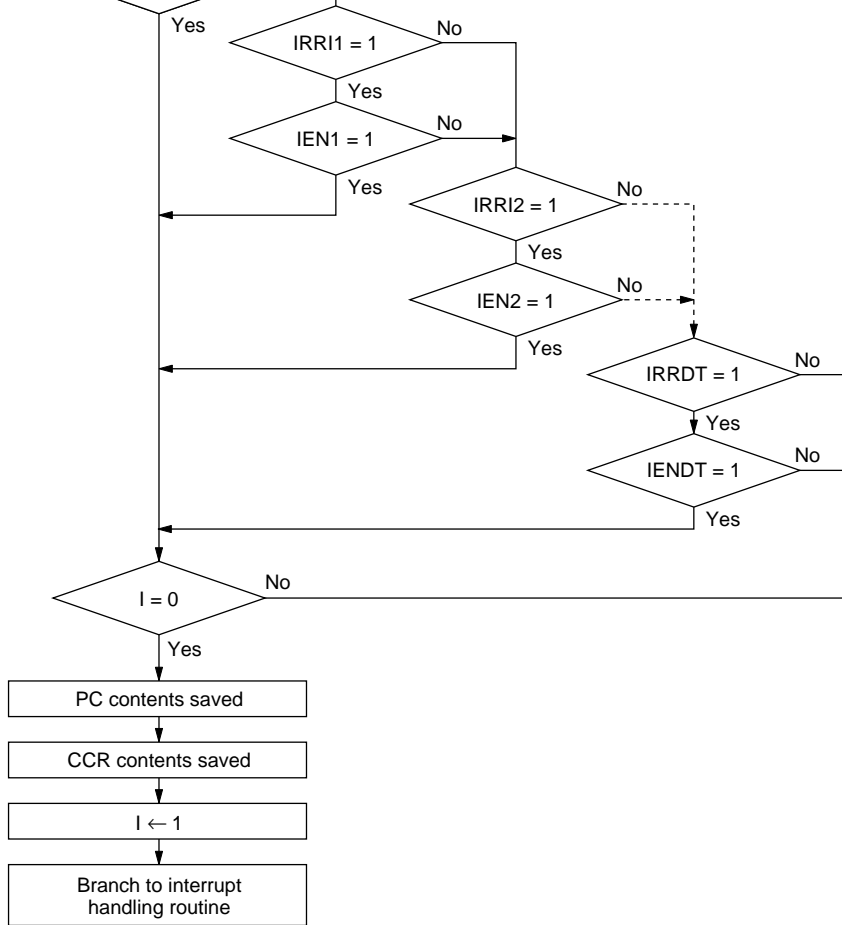 Yes
IRRI1 = 1
No
Yes
IEN1 = 1
No
Yes
IRRI2 = 1
No
Yes
IEN2 = 1
No
Yes
IRRDT = 1
No
Yes
IENDT = 1
No
Yes
I = 0
No
Yes
PC contents saved
CCR contents saved
I ← 1
Branch to interrupt
handling routine